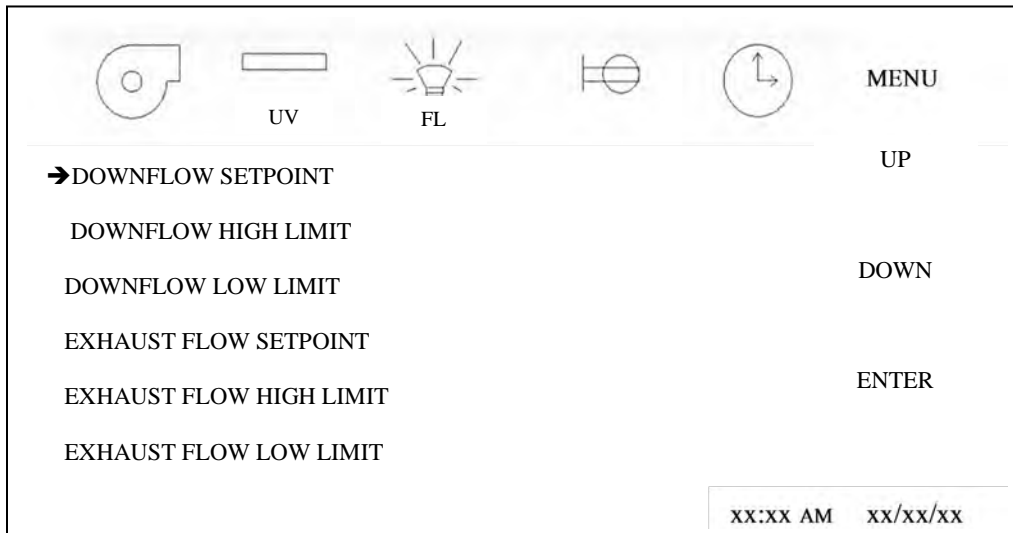 MENU
UV FL
UP
➔DOWNFLOW SETPOINT
DOWNFLOW HIGH LIMIT
DOWN
DOWNFLOW LOW LIMIT
EXHAUST FLOW SETPOINT
ENTER
EXHAUST FLOW HIGH LIMIT
EXHAUST FLOW LOW LIMIT
xx:xx AM xx/xx/xx